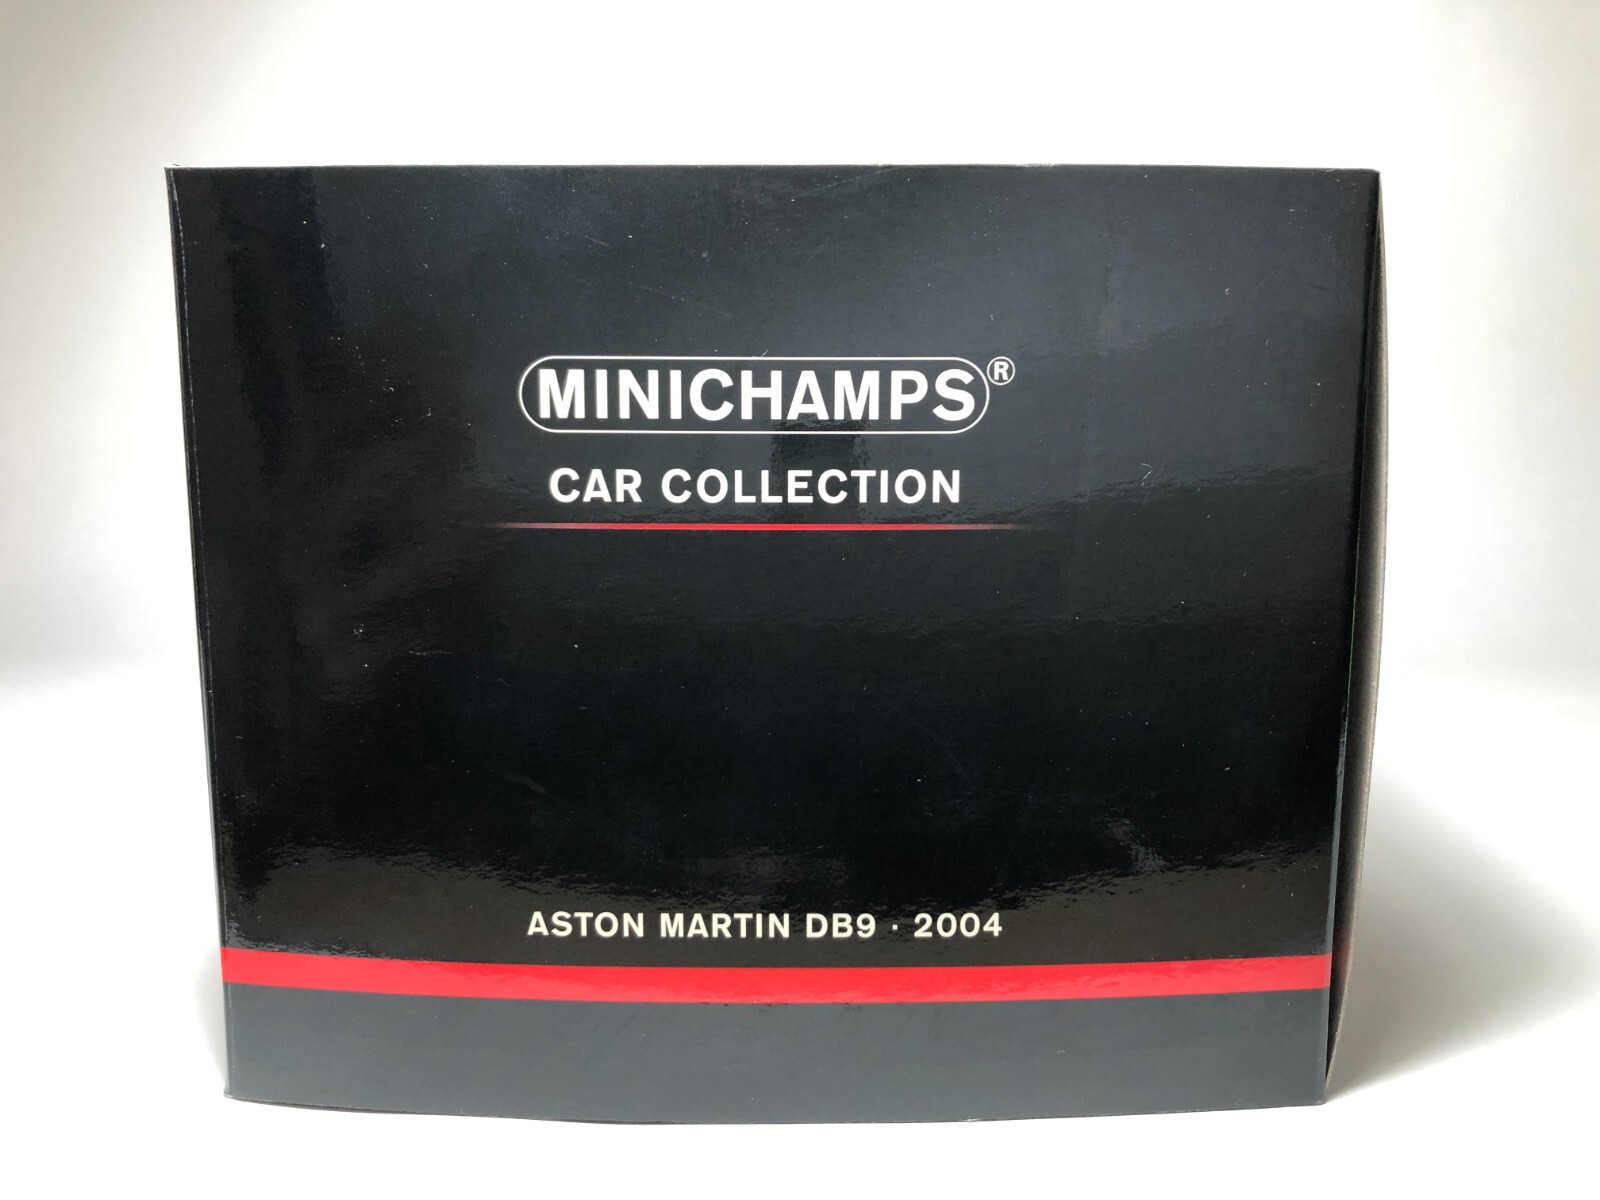 MINICHAMPS®
CAR COLLECTION
ASTON MARTIN DB9 · 2004